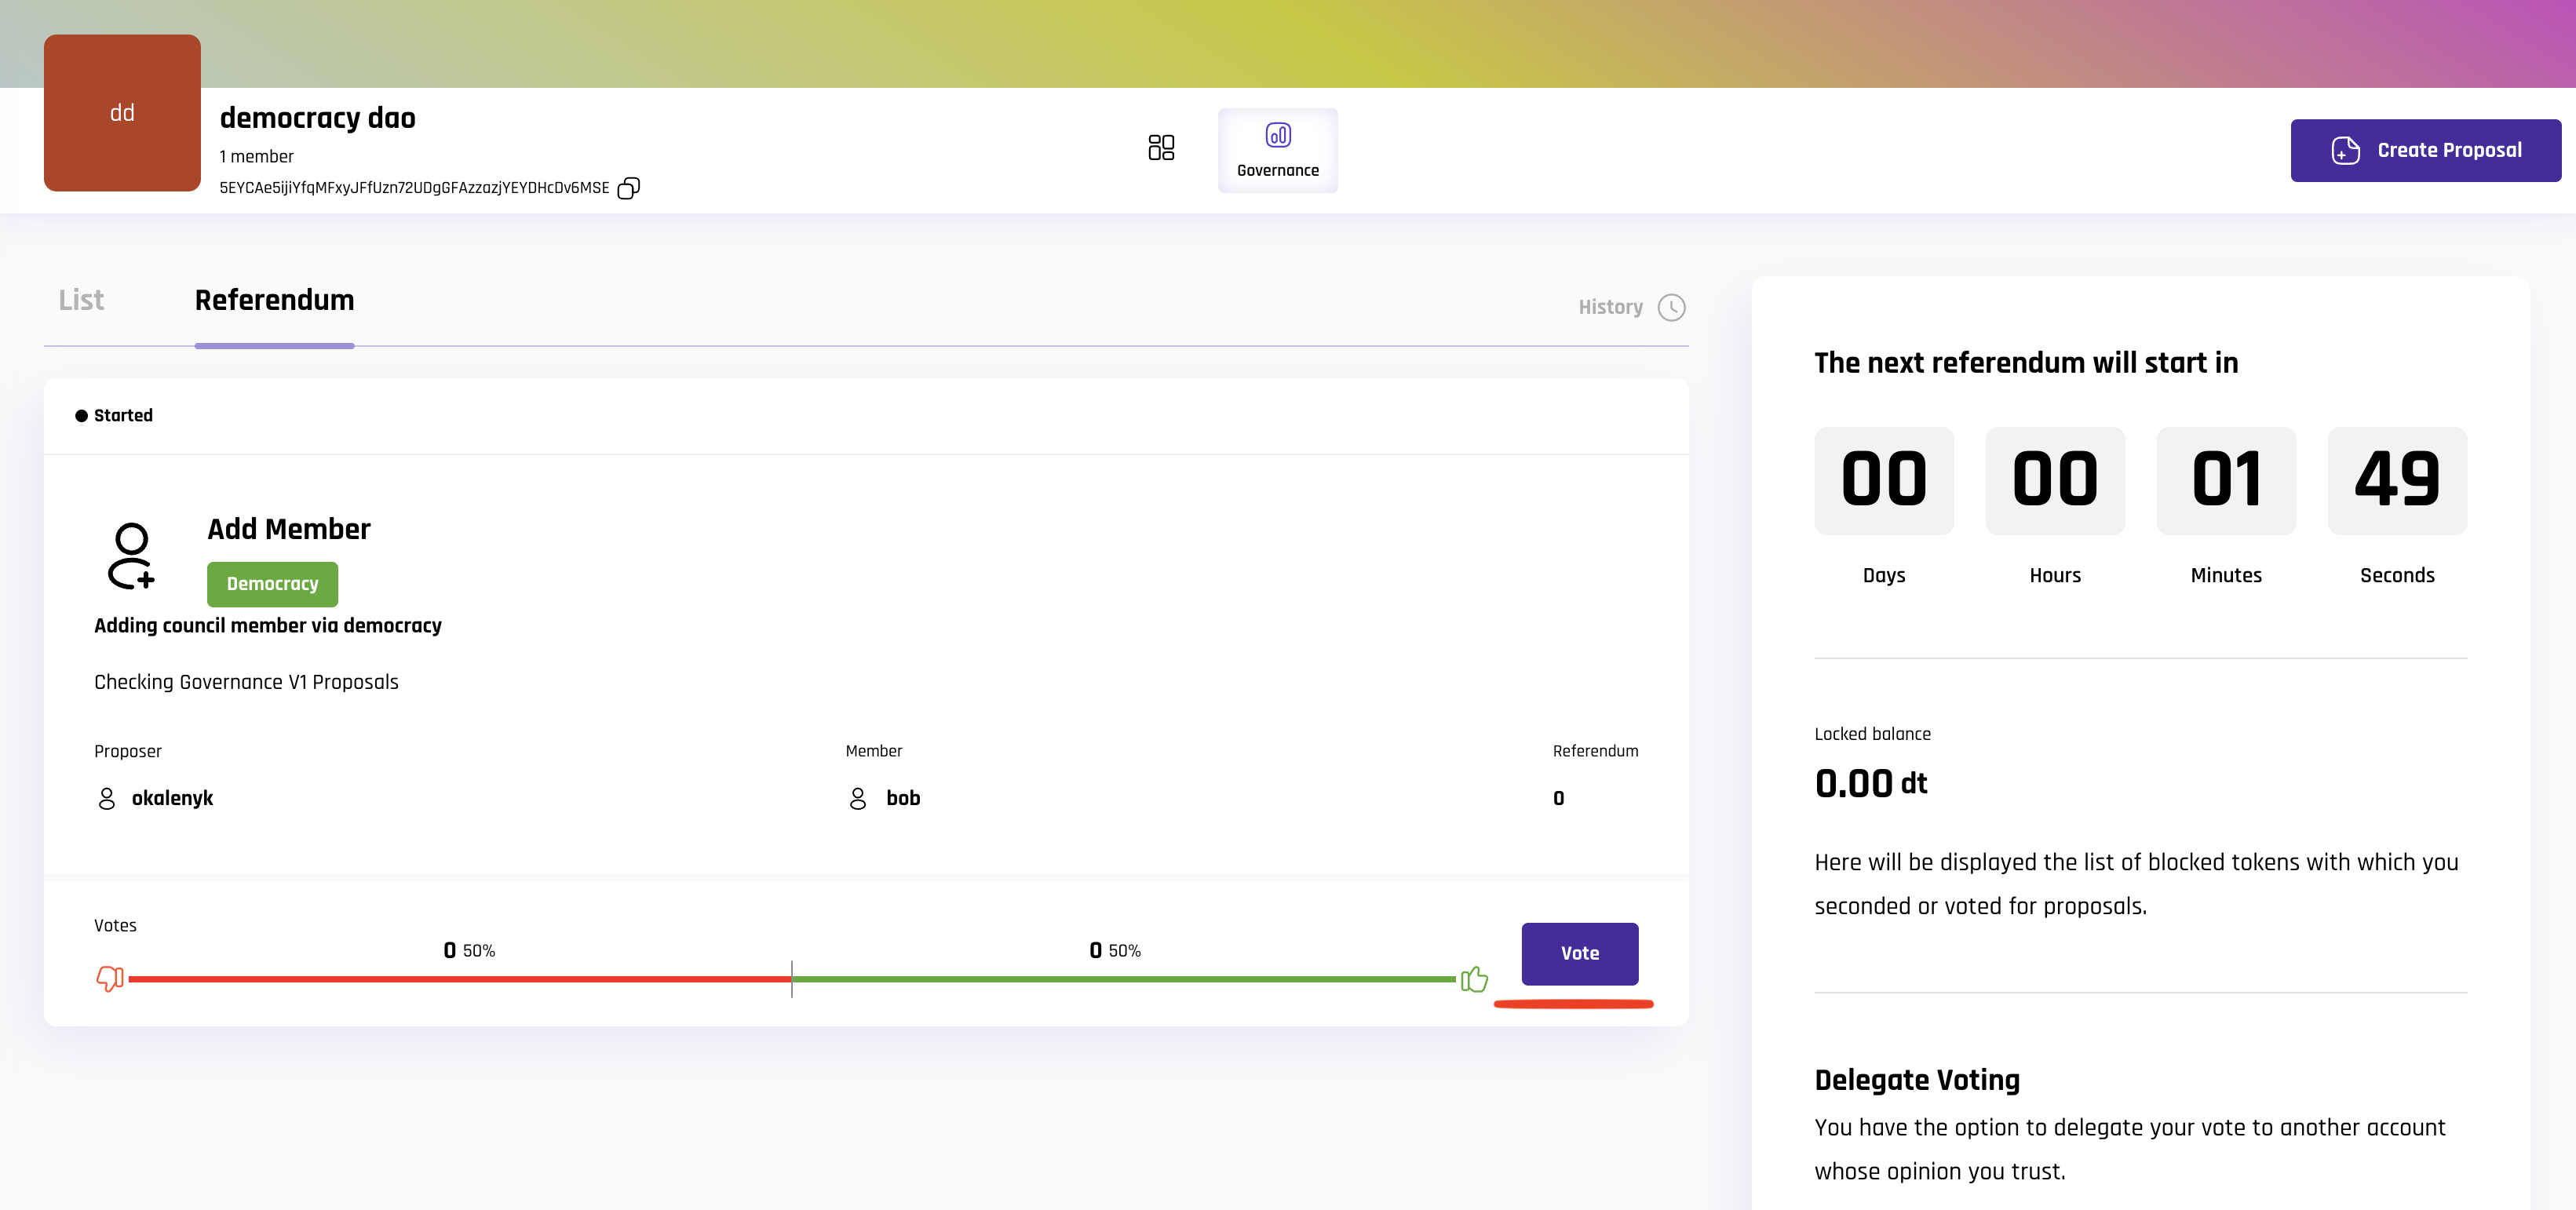 dd
democracy dao
1 member
5EYCAe5ijiYfqMFxyJFfUzn72UDgGFAzzazjYEYDHcDv6MSE
Governance
Create Proposal
List
Referendum
History
Started
Add Member
Democracy
Adding council member via democracy
Checking Governance V1 Proposals
Proposer
Member
Referendum
okalenyk
bob
0
Votes
0 50%
0 50%
Vote
The next referendum will start in
00
00
01
49
Days
Hours
Minutes
Seconds
Locked balance
0.00 dt
Here will be displayed the list of blocked tokens with which you
seconded or voted for proposals.
Delegate Voting
You have the option to delegate your vote to another account
whose opinion you trust.